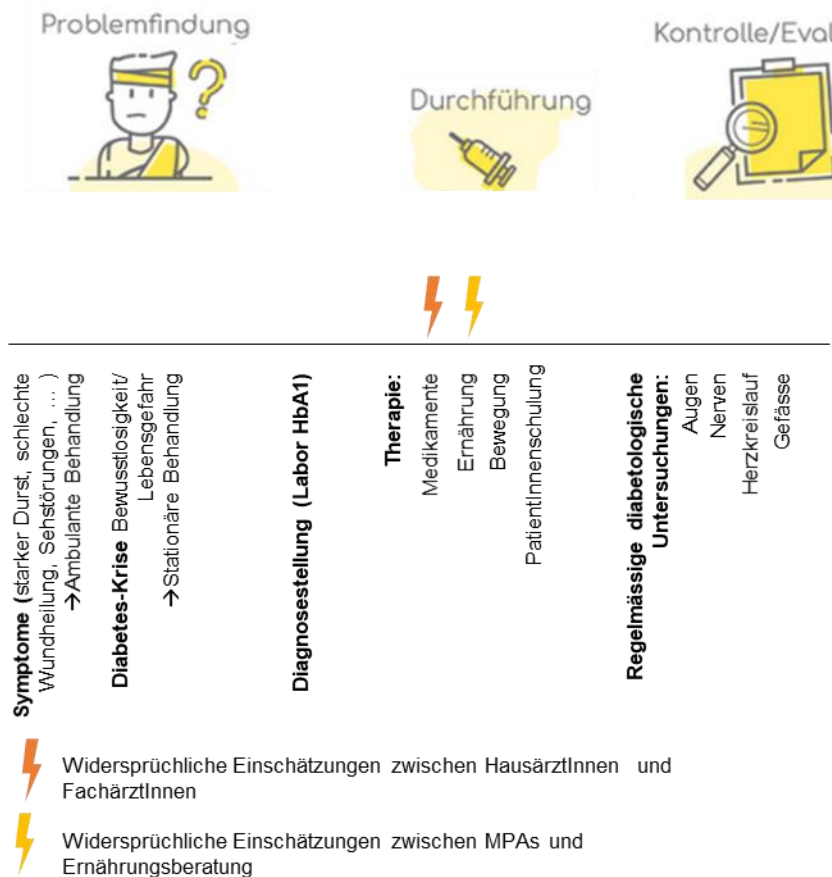 Problemfindung
?
Durchführung
Kontrolle/Eval
Symptome (starker Durst, schlechte
Wundheilung, Sehstörungen, ... )
→Ambulante Behandlung
Diabetes-Krise Bewusstlosigkeit/
Lebensgefahr
→Stationäre Behandlung
Diagnosestellung (Labor HbA1)
Therapie:
Medikamente
Ernährung
Bewegung
PatientInnenschulung
Regelmässige diabetologische
Untersuchungen:
Augen
Nerven
Herzkreislauf
Gefässe
Widersprüchliche Einschätzungen zwischen HausärztInnen und
FachärztInnen
Widersprüchliche Einschätzungen zwischen MPAs und
Ernährungsberatung